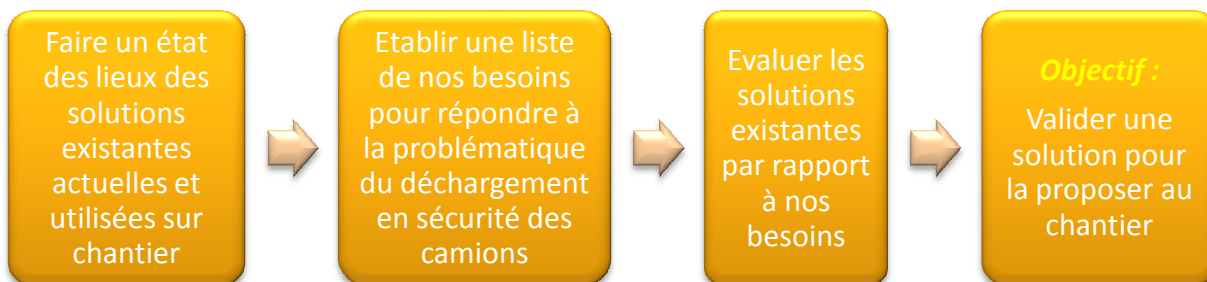 Faire un état
des lieux des
solutions
existantes
actuelles et
utilisées sur
chantier
Etablir une liste
de nos besoins
pour répondre à
la problématique
du déchargement
en sécurité des
camions
Evaluer les
solutions
existantes
par rapport
à nos
besoins
Objectif :
Valider une
solution pour
la proposer au
chantier